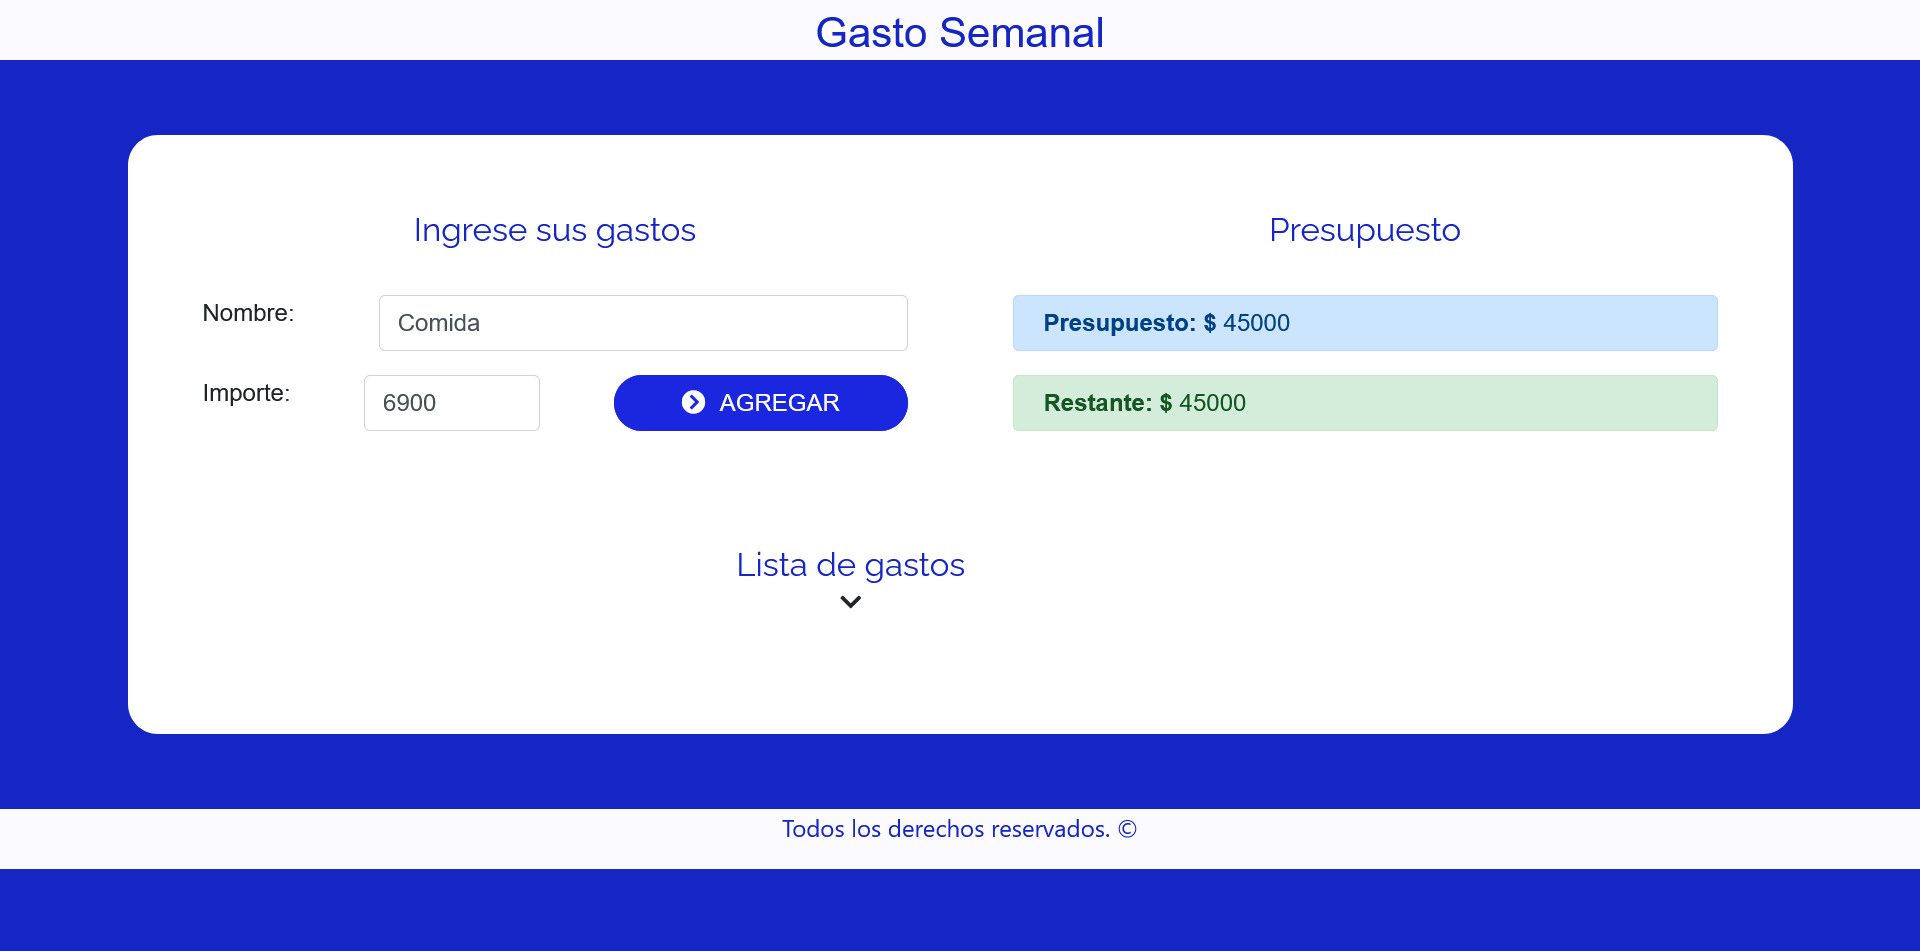 Gasto Semanal
Ingrese sus gastos
Nombre:
Comida
Importe:
6900
AGREGAR
Presupuesto
Presupuesto: $ 45000
Restante: $ 45000
Lista de gastos
Todos los derechos reservados. ©